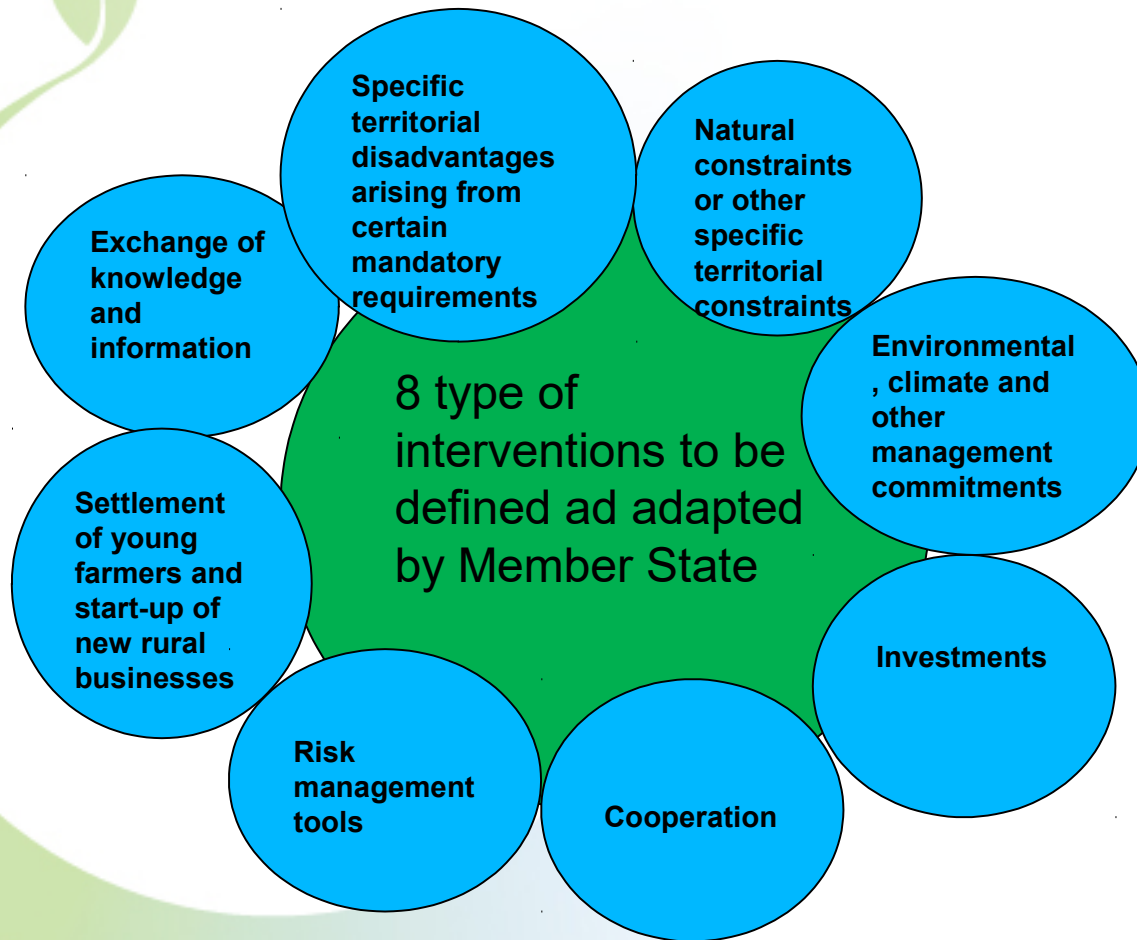 Specific
territorial
disadvantages
arising from
certain
mandatory
requirements
Natural
constraints
or other
specific
territorial
constraints
Exchange of
knowledge
and
information
Environmental
, climate and
other
management
commitments
8 type of
interventions to be
defined ad adapted
by Member State
Settlement
of young
farmers and
start-up of
new rural
businesses
Investments
Risk
management
tools
Cooperation